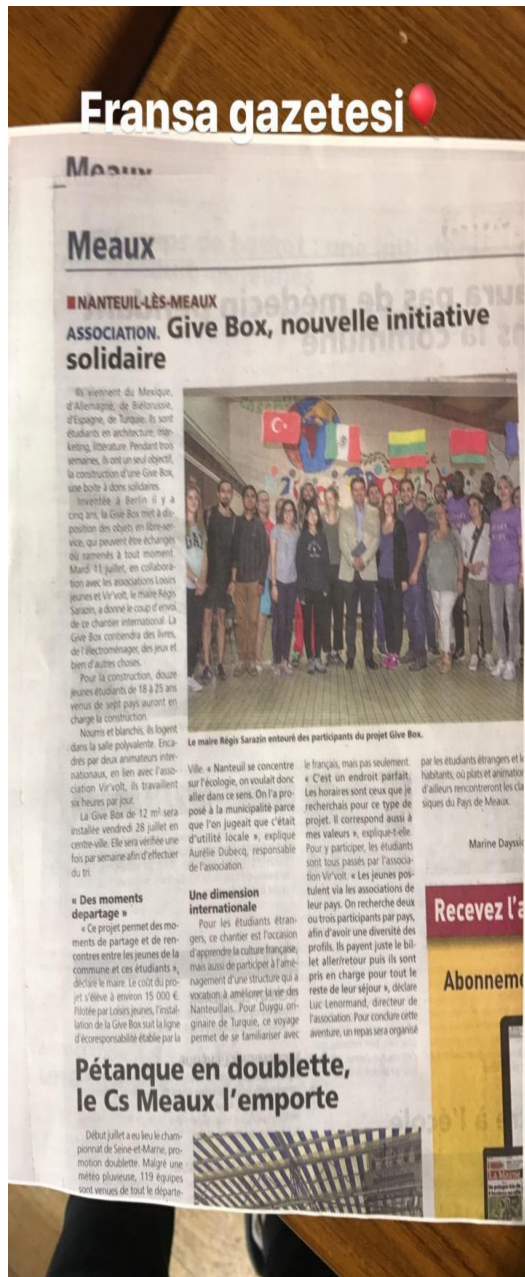 Fransa gazetesi🎈
Meaux
Meaux
NANTEUIL-LÈS-MEAUX
ASSOCIATION. Give Box, nouvelle initiative
solidaire
Ils viennent du Mexique,
d'Allemagne, de Biélorussie,
d'Espagne, de Turquie. Ils sont
étudiants en architecture, mar-
keting, littérature. Pendant trois
semaines, ils ont un seul objectif,
la construction d'une Give Box,
une boîte à dons solidaires.
Inventée à Berlin il y a
cinq ans, la Give Box met à dis-
position des objets en libre-ser-
vice, qui peuvent être échangés
ou ramenés à tout moment.
Mardi 11 juillet, en collabora-
tion avec les associations Loisirs
jeunes et Vir'volt, le maire Régis
Sarazin, a donné le coup d'envoi
de ce chantier international. La
Give Box contiendra des livres,
de l'électroménager, des jeux et
bien d'autres choses.
Pour la construction, douze
jeunes étudiants de 18 à 25 ans
venus de sept pays auront en
charge la construction.
Nourris et blanchis, ils logent
dans la salle polyvalente. Enca-
drés par deux animateurs inter-
nationaux, en lien avec l'asso-
ciation Vir'volt, ils travaillent
six heures par jour.
La Give Box de 12 m² sera
installée vendredi 28 juillet en
centre-ville. Elle sera vérifiée une
fois par semaine afin d'effectuer
du tri.
« Des moments
departage »
« Ce projet permet des mo-
ments de partage et de ren-
contres entre les jeunes de la
commune et ces étudiants »,
déclare le maire. Le coût du pro-
jet s'élève à environ 15 000 €.
Pilotée par Loisirs jeunes, l'instal-
lation de la Give Box suit la ligne
d'écoresponsabilité établie par la
Le maire Régis Sarazin entouré des participants du projet Give Box.
Ville. « Nanteuil se concentre
sur l'écologie, on voulait donc
aller dans ce sens. On l'a pro-
posé à la municipalité parce
que l'on jugeait que c'était
d'utilité locale », explique
Aurélie Dubecq, responsable
de l'association.
Une dimension
internationale
Pour les étudiants étran-
gers, ce chantier est l'occasion
d'apprendre la culture française,
mais aussi de participer à l'amé-
nagement d'une structure qui a
vocation à améliorer la vie des
Nanteuillais. Pour Duygu ori-
ginaire de Turquie, ce voyage
permet de se familiariser avec
le français, mais pas seulement.
« C'est un endroit parfait.
Les horaires sont ceux que je
recherchais pour ce type de
projet. Il correspond aussi à
mes valeurs », explique-t-elle.
Pour y participer, les étudiants
sont tous passés par l'associa-
tion Vir'volt. « Les jeunes pos-
tulent via les associations de
leur pays. On recherche deux
ou trois participants par pays,
afin d'avoir une diversité des
profils. Ils payent juste le bil-
let aller/retour puis ils sont
pris en charge pour tout le
reste de leur séjour », déclare
Luc Lenormand, directeur de
l'association. Pour conclure cette
aventure, un repas sera organisé
par les étudiants étrangers et
habitants, où plats et animation
d'ailleurs rencontreront les
siques du Pays de Meaux.
Marine
Recevez l'a
Abonnem
Pétanque en doublette,
le Cs Meaux l'emporte
Début juillet a eu lieu le cham-
pionnat de Seine-et-Marne, pro-
motion doublette. Malgré une
météo pluvieuse, 119 équipes
sont venues de tout le départe-